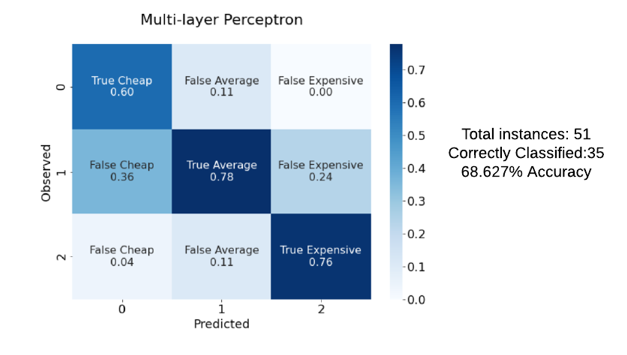 Multi-layer Perceptron
True Cheap
0.60
False Average
0.11
False Expensive
0.00
False Cheap
0.36
True Average
0.78
False Expensive
0.24
False Cheap
0.04
False Average
0.11
True Expensive
0.76
0
1
2
Observed
0
1
2
Predicted
0.7
0.6
0.5
0.4
0.3
0.2
0.1
0.0
Total instances: 51
Correctly Classified:35
68.627% Accuracy